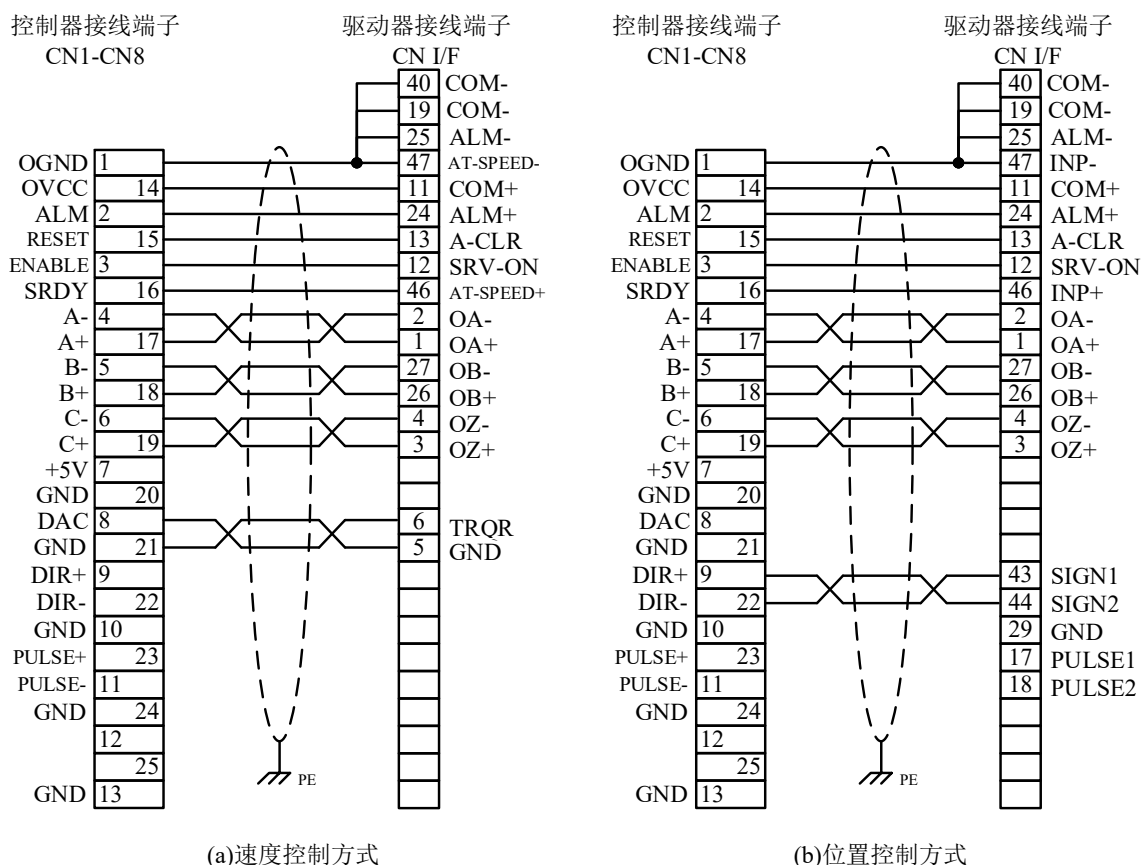 控制器接线端子
CN1-CN8
驱动器接线端子
CN I/F
40 COM-
19 COM-
25 ALM-
OGND 1 47 AT-SPEED-
OVCC 14 11 COM+
ALM 2 24 ALM+
RESET 15 13 A-CLR
ENABLE 3 12 SRV-ON
SRDY 16 46 AT-SPEED+
A- 4 2 OA-
A+ 17 1 OA+
B- 5 27 OB-
B+ 18 26 OB+
C- 6 4 OZ-
C+ 19 3 OZ+
+5V 7
GND 20
DAC 8 6 TRQR
GND 21 5 GND
DIR+ 9
DIR- 22
GND 10
PULSE+ 23
PULSE- 11
GND 24
12
25
GND 13
PE
(a)速度控制方式
控制器接线端子
CN1-CN8
驱动器接线端子
CN I/F
40 COM-
19 COM-
25 ALM-
OGND 1 47 INP-
OVCC 14 11 COM+
ALM 2 24 ALM+
RESET 15 13 A-CLR
ENABLE 3 12 SRV-ON
SRDY 16 46 INP+
A- 4 2 OA-
A+ 17 1 OA+
B- 5 27 OB-
B+ 18 26 OB+
C- 6 4 OZ-
C+ 19 3 OZ+
+5V 7
GND 20
DAC 8
GND 21
DIR+ 9 43 SIGN1
DIR- 22 44 SIGN2
GND 10 29 GND
PULSE+ 23 17 PULSE1
PULSE- 11 18 PULSE2
GND 24
12
25
GND 13
PE
(b)位置控制方式